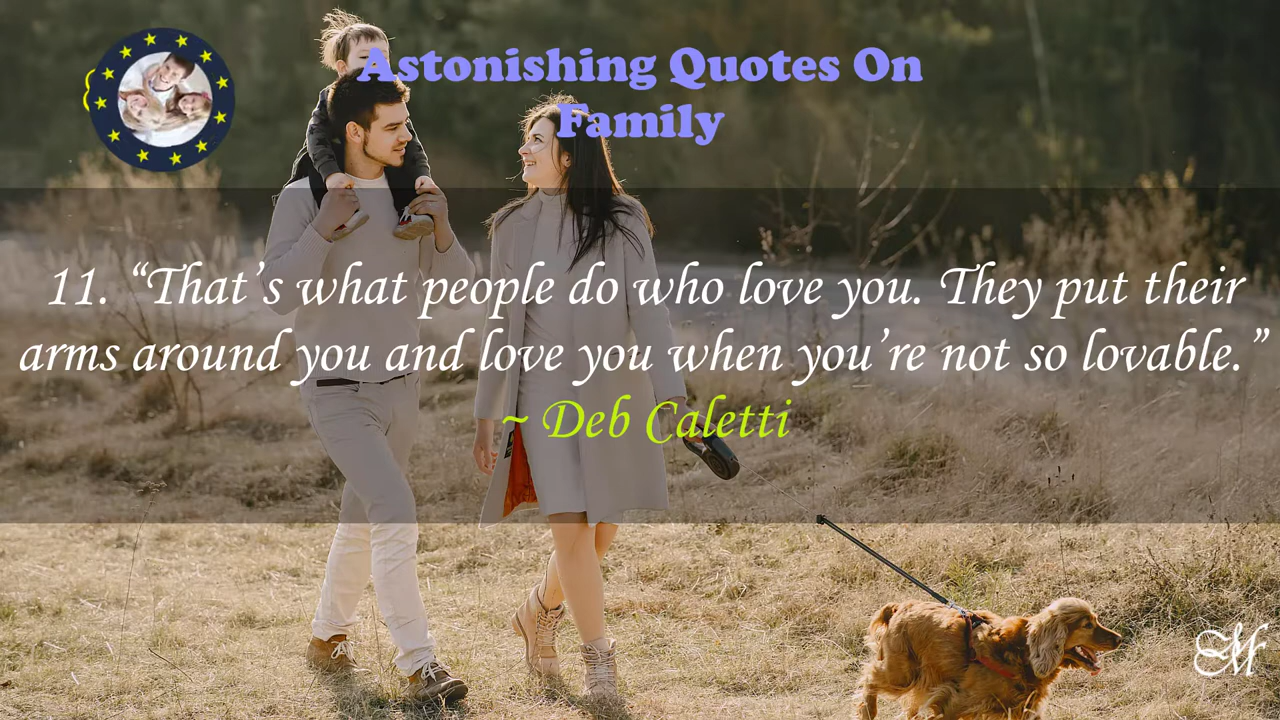 Astonishing Quotes On
Family
11. “That’s what people do who love you. They put their
arms around you and love you when you’re not so lovable.”
~ Deb Caletti
M